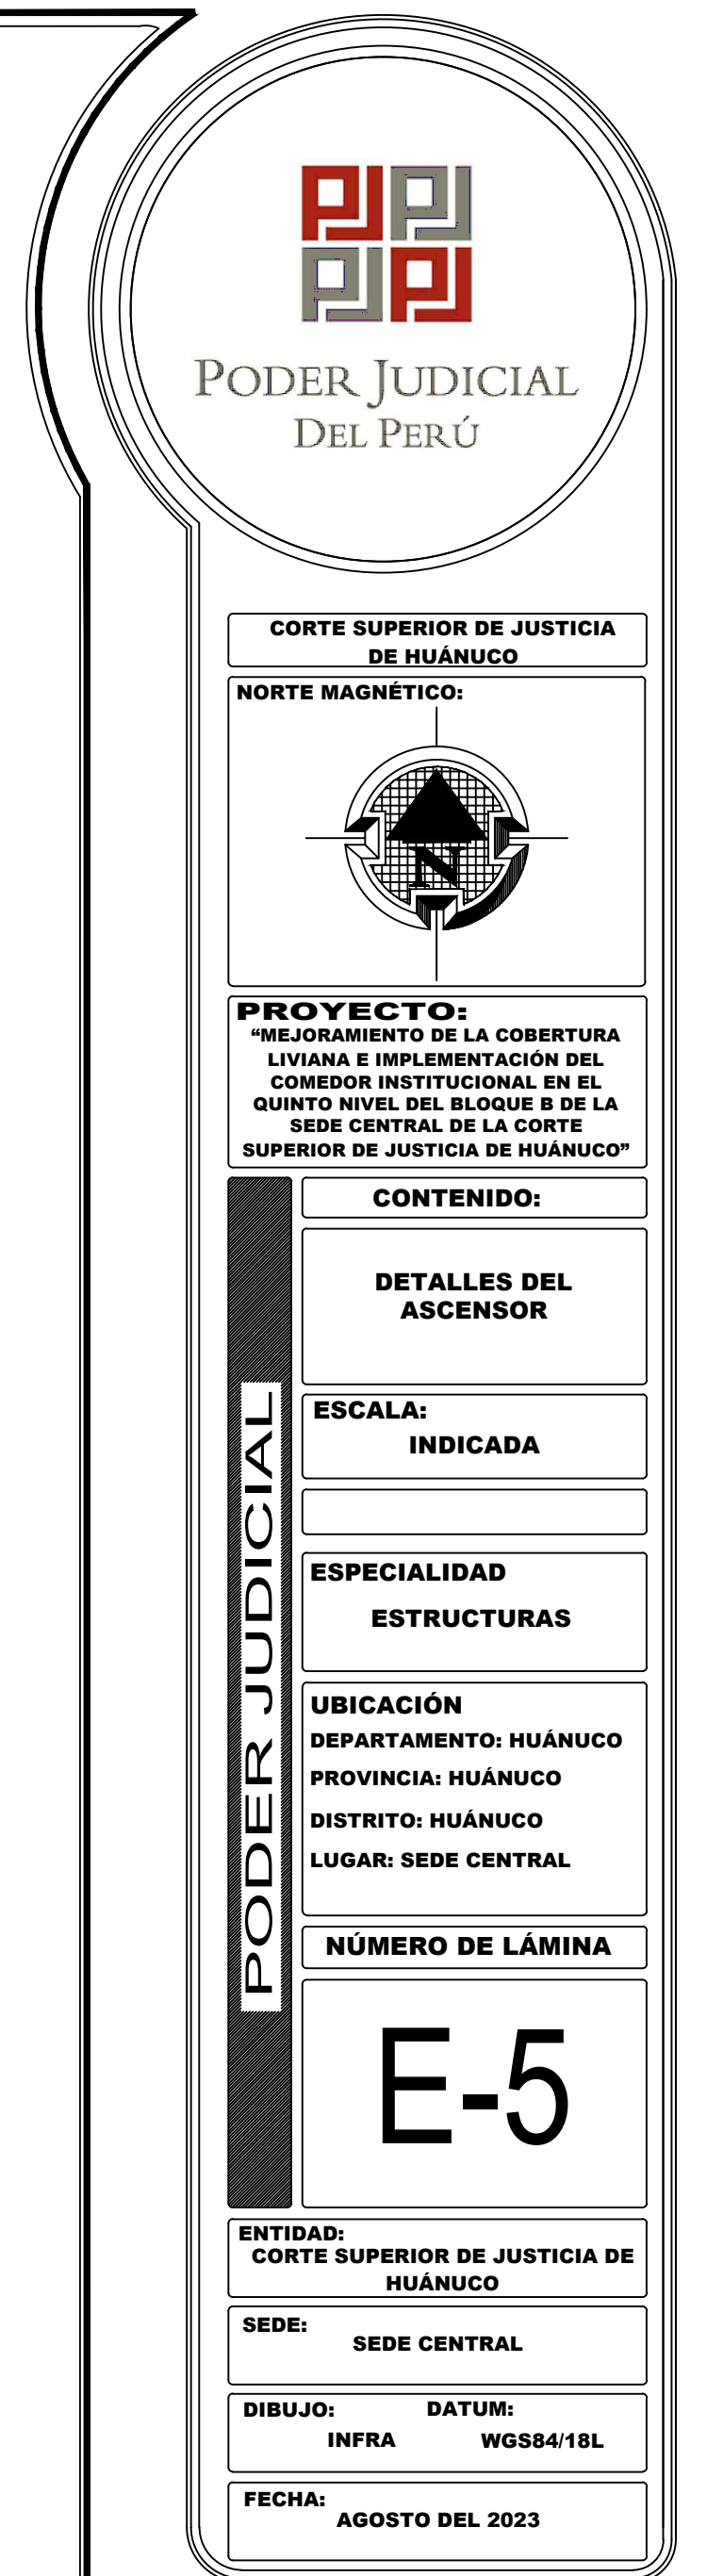 PODER JUDICIAL
DEL PERÚ
CORTE SUPERIOR DE JUSTICIA
DE HUÁNUCO
NORTE MAGNÉTICO:
N
PROYECTO:
“MEJORAMIENTO DE LA COBERTURA
LIVIANA E IMPLEMENTACIÓN DEL
COMEDOR INSTITUCIONAL EN EL
QUINTO NIVEL DEL BLOQUE B DE LA
SEDE CENTRAL DE LA CORTE
SUPERIOR DE JUSTICIA DE HUÁNUCO”
PODER JUDICIAL
CONTENIDO:
DETALLES DEL
ASCENSOR
ESCALA:
INDICADA
ESPECIALIDAD
ESTRUCTURAS
UBICACIÓN
DEPARTAMENTO: HUÁNUCO
PROVINCIA: HUÁNUCO
DISTRITO: HUÁNUCO
LUGAR: SEDE CENTRAL
NÚMERO DE LÁMINA
E-5
ENTIDAD:
CORTE SUPERIOR DE JUSTICIA DE
HUÁNUCO
SEDE:
SEDE CENTRAL
DIBUJO: DATUM:
INFRA WGS84/18L
FECHA:
AGOSTO DEL 2023